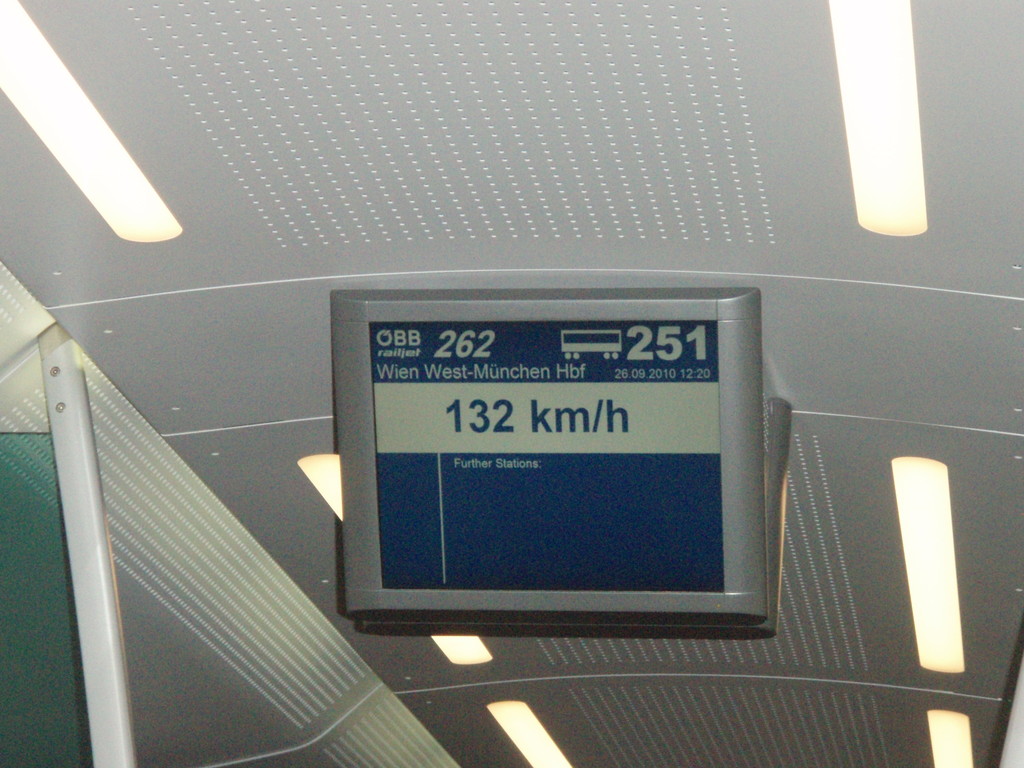 ÖBB 262 251
railjet
Wien West-München Hbf 26.09.2010 12:20
132 km/h
Further Stations: